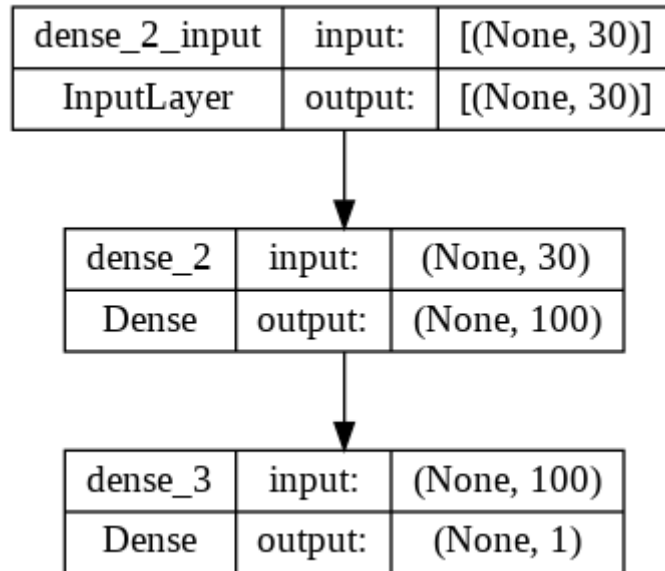 dense_2_input input: [(None, 30)]
InputLayer output: [(None, 30)]
dense_2 input: (None, 30)
Dense output: (None, 100)
dense_3 input: (None, 100)
Dense output: (None, 1)